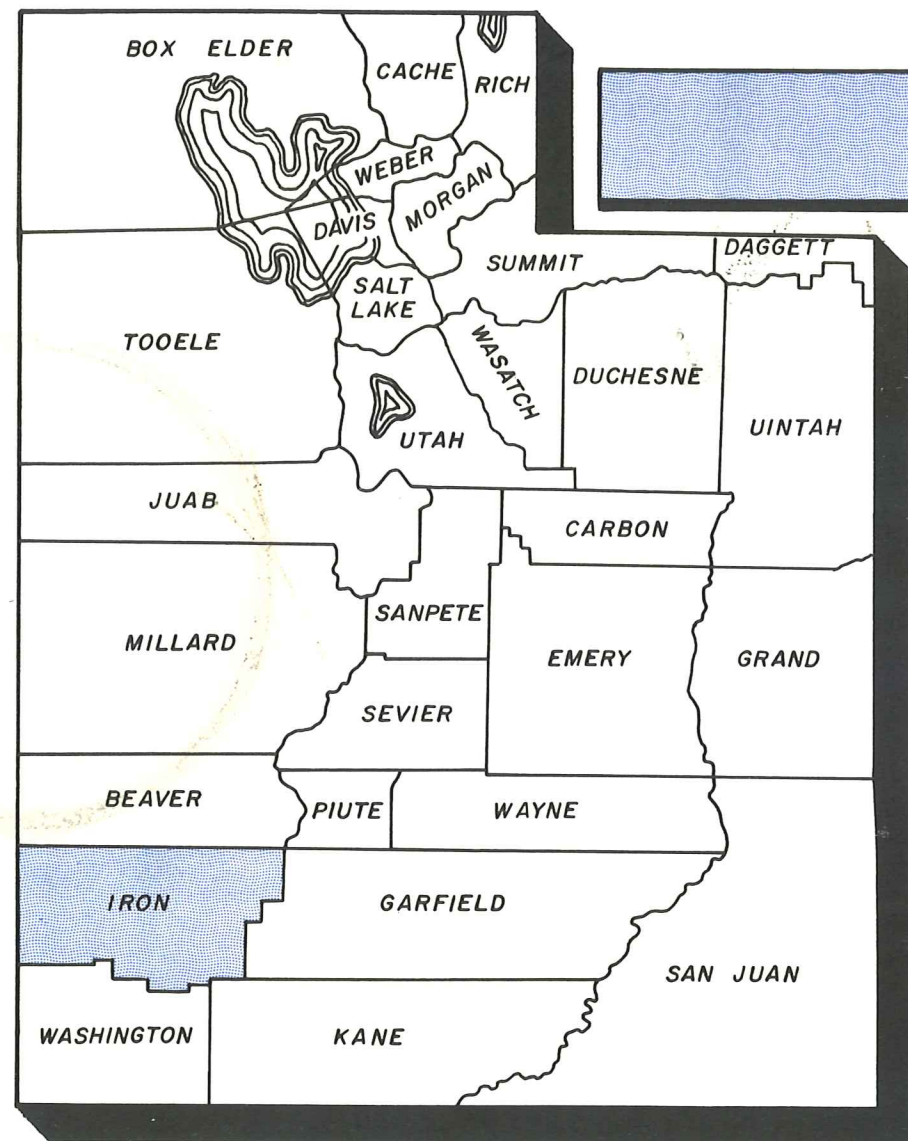 BOX ELDER
CACHE
RICH
WEBER
MORGAN
DAVIS
SUMMIT
DAGGETT
SALT
LAKE
TOOELE
WASATCH
DUCHESNE
UTAH
UINTAH
JUAB
CARBON
SANPETE
MILLARD
EMERY
GRAND
SEVIER
BEAVER
PIUTE
WAYNE
IRON
GARFIELD
SAN JUAN
WASHINGTON
KANE